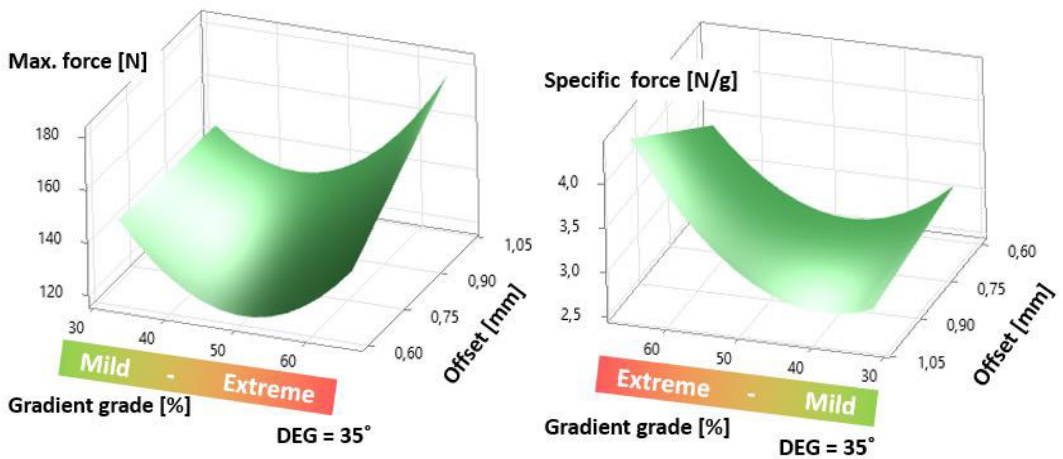 Max. force [N]
180
160
140
120
30
40
50
60
0,60
0,75
0,90
1,05
Offset [mm]
Mild - Extreme
Gradient grade [%]
DEG = 35°
Specific force [N/g]
4,0
3,5
3,0
2,5
60
50
40
30
1,05
0,90
0,75
0,60
Offset [mm]
Extreme - Mild
Gradient grade [%]
DEG = 35°